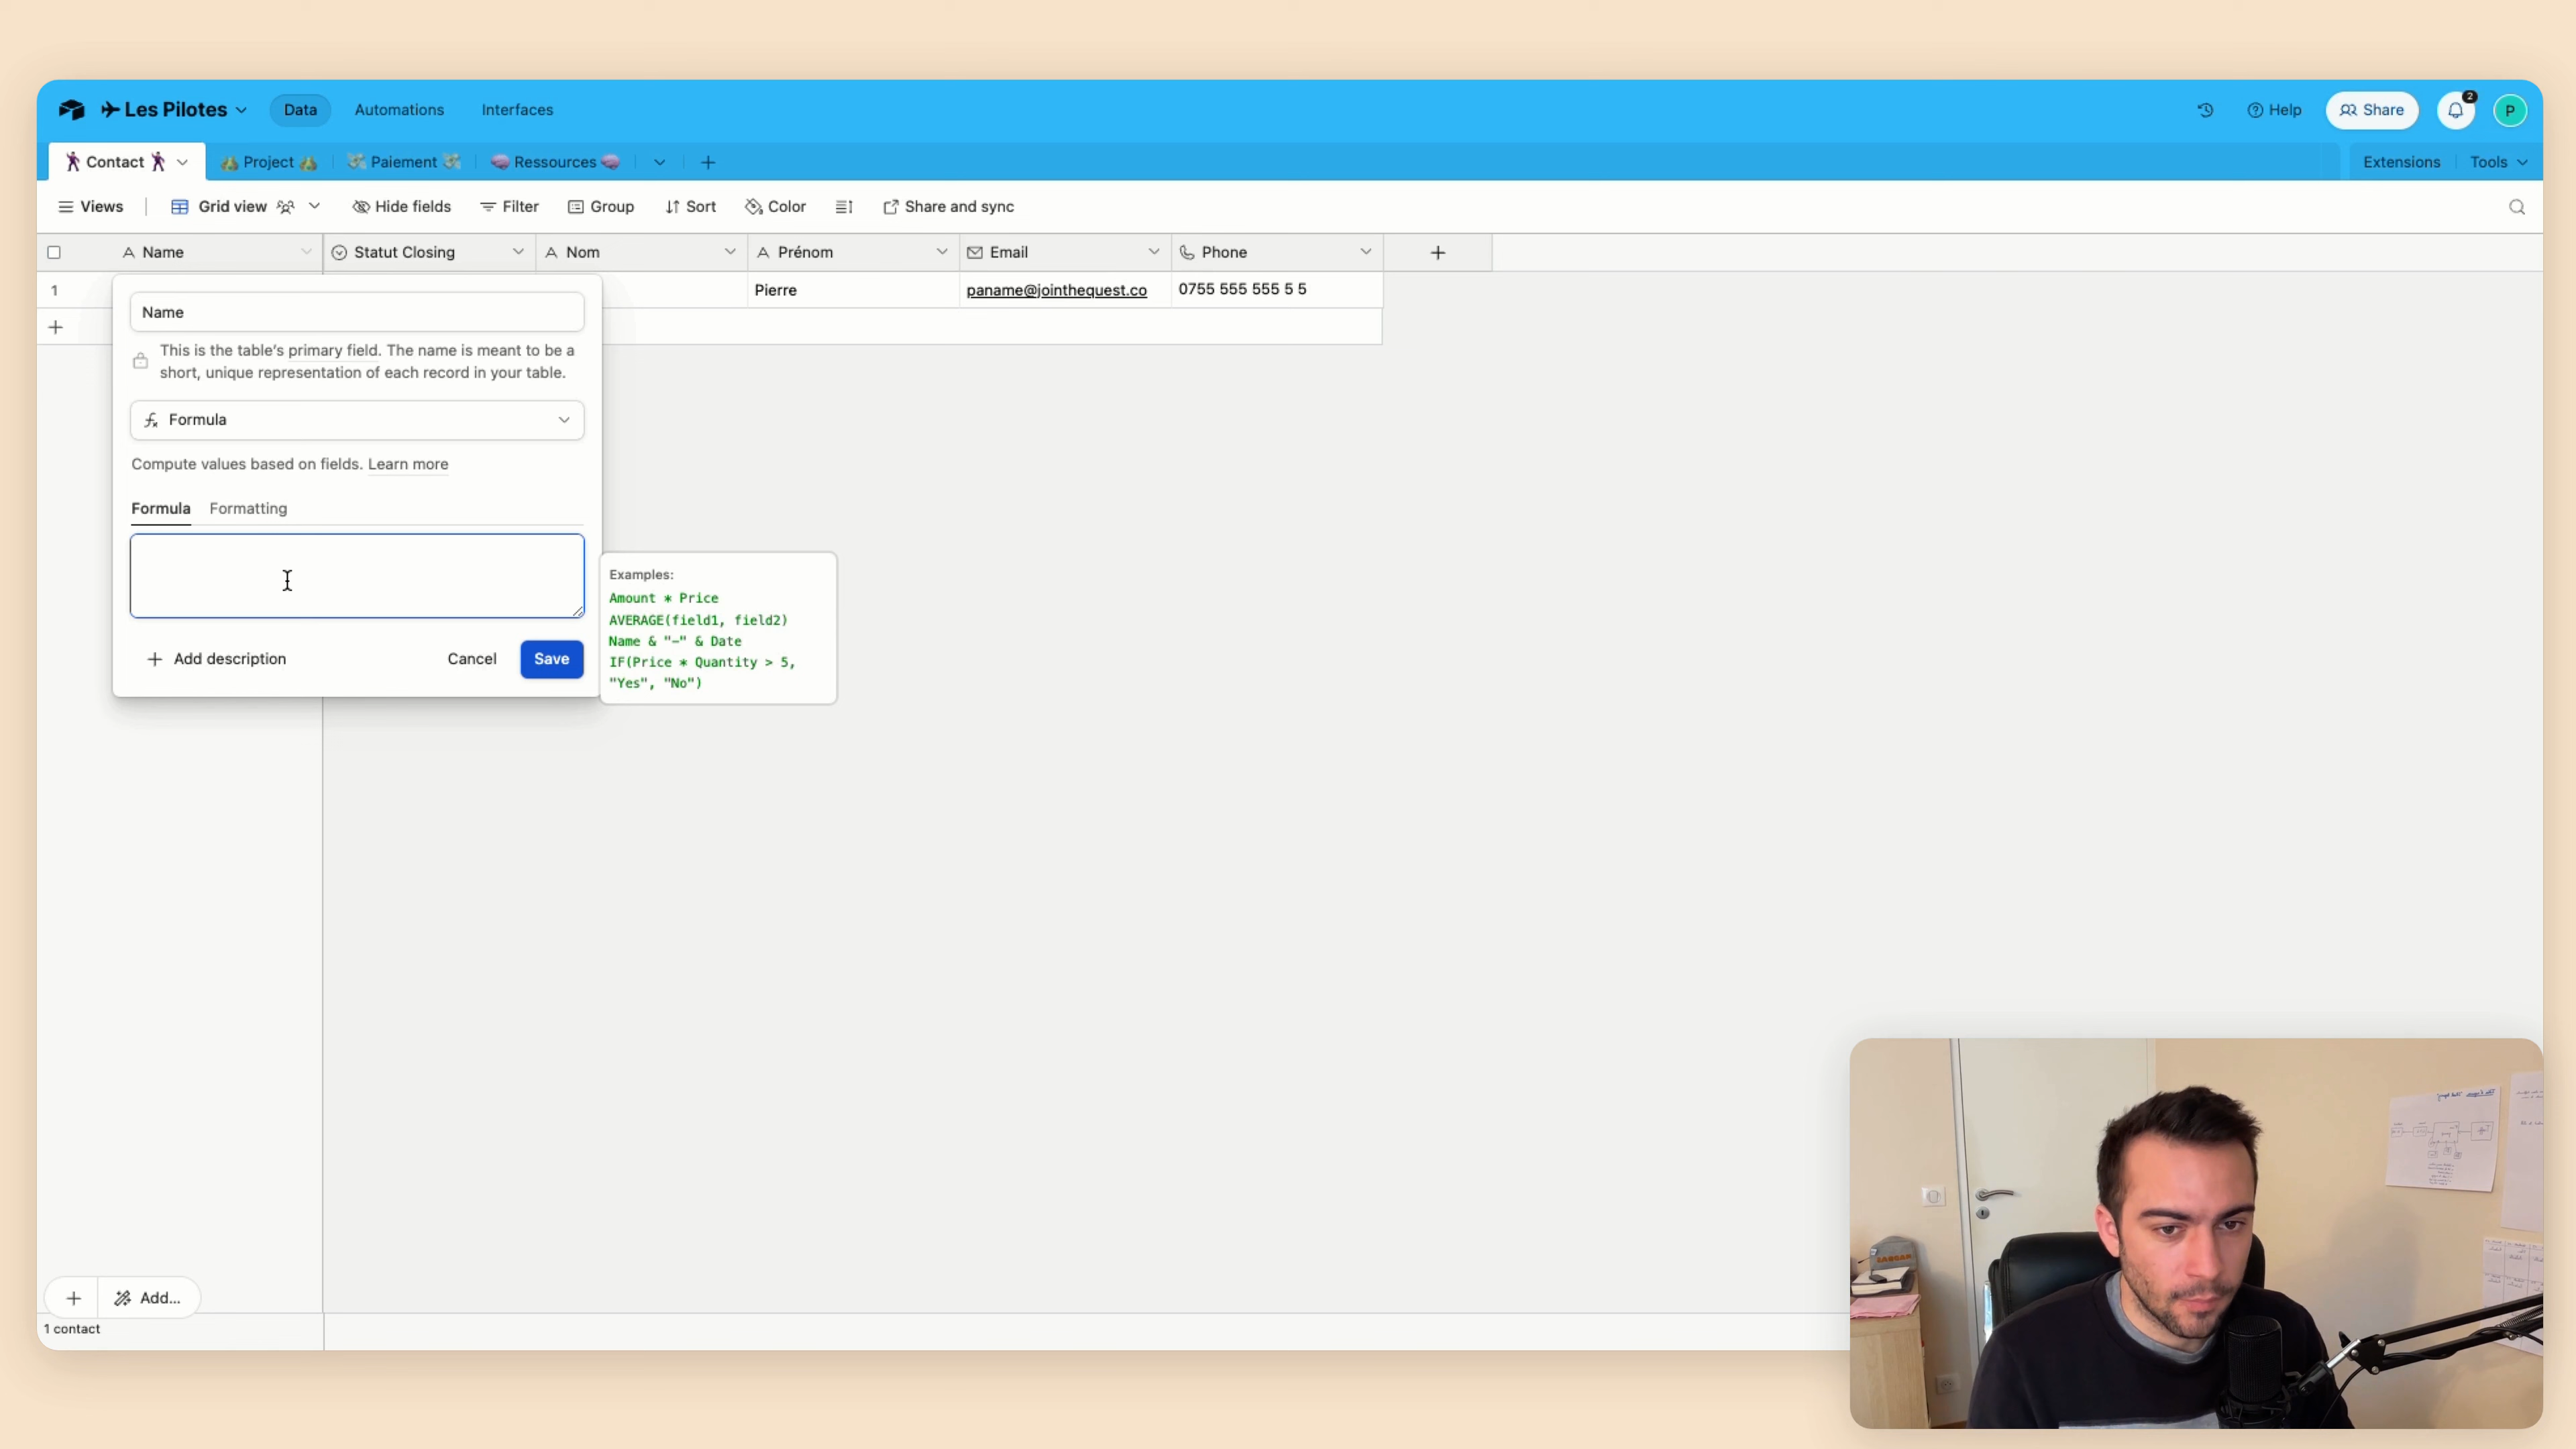 Les Pilotes
Data
Automations
Interfaces
Help
Share
2
P
Contact
Project
Paiement
Ressources
Extensions
Tools
Views
Grid view
Hide fields
Filter
Group
Sort
Color
Share and sync
Name
Statut Closing
Nom
Prénom
Email
Phone
1
Pierre
paname@jointhequest.co
0755 555 555 5 5
Name
This is the table's primary field. The name is meant to be a
short, unique representation of each record in your table.
Formula
Compute values based on fields. Learn more
Formula
Formatting
Examples:
Amount * Price
AVERAGE(field1, field2)
Name & "-" & Date
IF(Price * Quantity > 5,
"Yes", "No")
Add description
Cancel
Save
Add...
1 contact